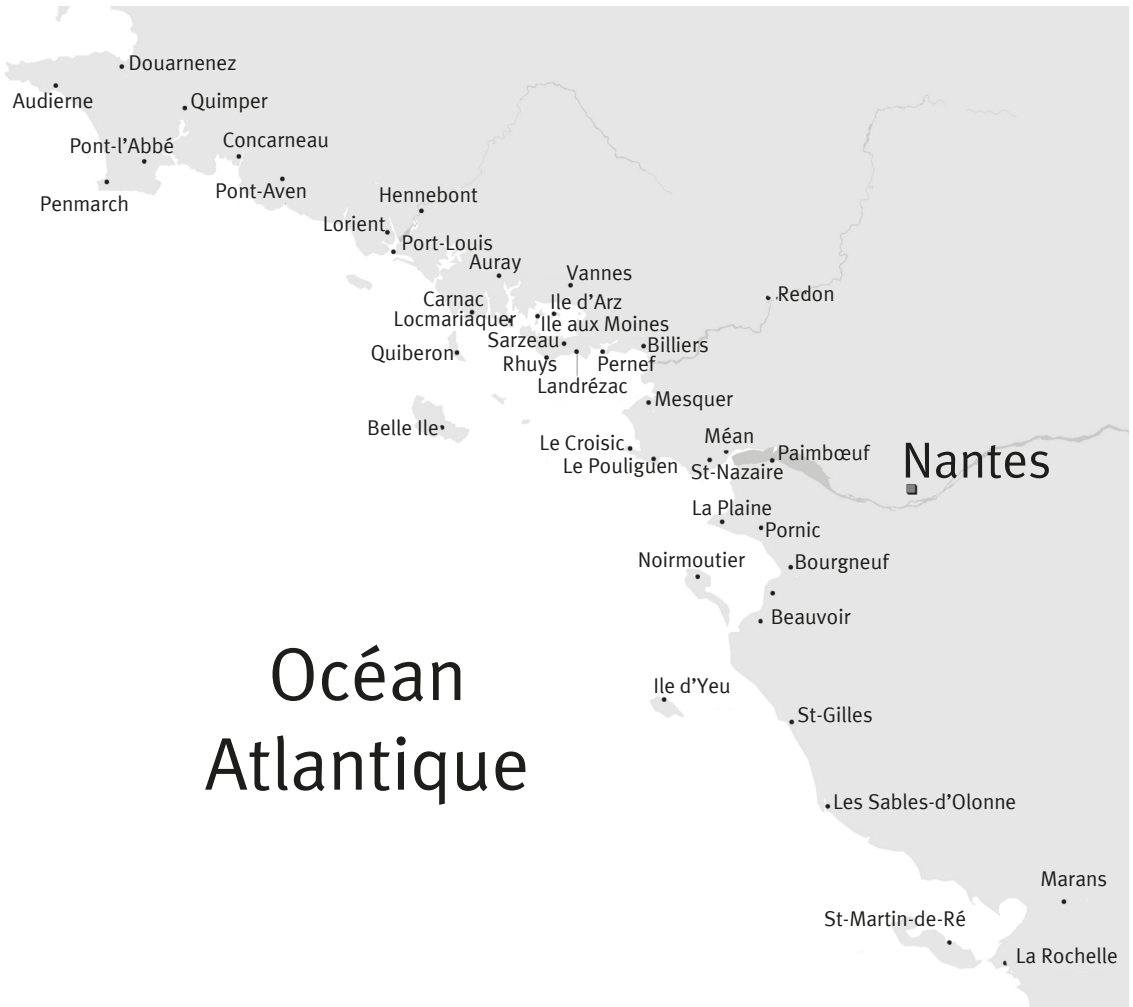 Douarnenez
Audierne
Quimper
Pont-l'Abbé
Concarneau
Penmarch
Pont-Aven
Hennebont
Lorient
Port-Louis
Auray
Vannes
Redon
Carnac
Ile d'Arz
Locmariaquer
Ile aux Moines
Sarzeau
Billiers
Quiberon
Rhuys
Pernef
Landrézac
Mesquer
Belle Ile
Le Croisic
Méan
Paimbœuf
Nantes
Le Pouliguen
St-Nazaire
La Plaine
Pornic
Noirmoutier
Bourgneuf
Beauvoir
Océan
Atlantique
Ile d'Yeu
St-Gilles
Les Sables-d'Olonne
Marans
St-Martin-de-Ré
La Rochelle